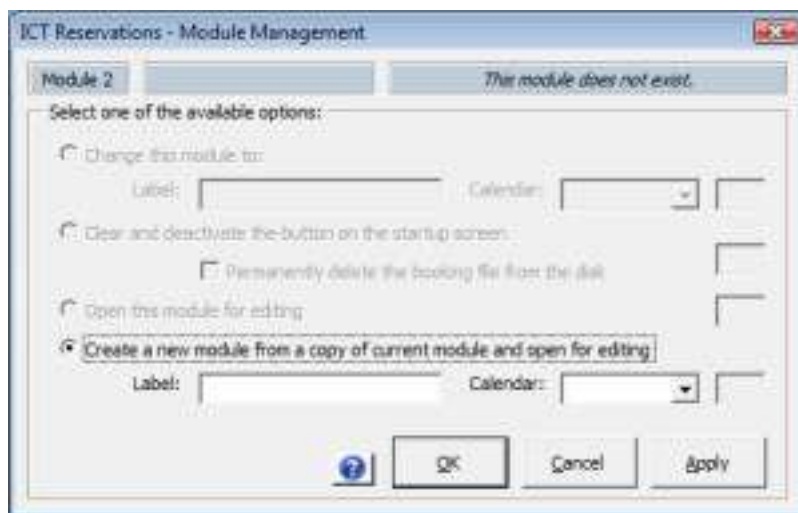 ICT Reservations - Module Management
Module 2 This module does not exist.
Select one of the available options:
Change this module to:
Label: Calendar:
Clear and deactivate the button on the startup screen
Permanently delete the booking file from the disk
Open this module for editing
Create a new module from a copy of current module and open for editing
Label: Calendar:
? OK Cancel Apply